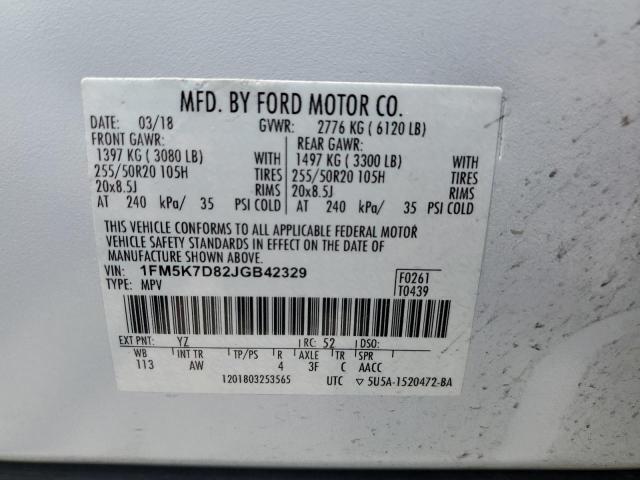 MFD. BY FORD MOTOR CO.
DATE: 03/18 GVWR: 2776 KG ( 6120 LB)
FRONT GAWR: REAR GAWR:
1397 KG ( 3080 LB) WITH 1497 KG ( 3300 LB) WITH
255/50R20 105H TIRES 255/50R20 105H TIRES
20x8.5J RIMS 20x8.5J RIMS
AT 240 kPa/ 35 PSI COLD AT 240 kPa/ 35 PSI COLD
THIS VEHICLE CONFORMS TO ALL APPLICABLE FEDERAL MOTOR
VEHICLE SAFETY STANDARDS IN EFFECT ON THE DATE OF
MANUFACTURE SHOWN ABOVE.
VIN: 1FM5K7D82JGB42329
TYPE: MPV
F0261
T0439
EXT PNT: YZ RC: 52 DSO:
WB INT TR TP/PS R AXLE TR SPR
113 AW 4 3F C AACC
1201803253565 UTC ▽ 5U5A-1520472-BA